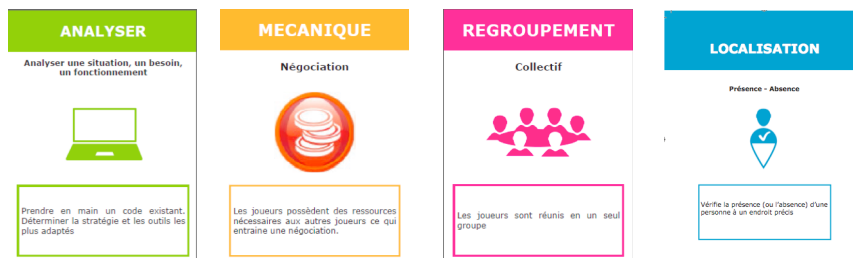 ANALYSER
Analyser une situation, un besoin,
un fonctionnement
Prendre en main un code existant.
Déterminer la stratégie et les outils les
plus adaptés
MECANIQUE
Négociation
Les joueurs possèdent des ressources
nécessaires aux autres joueurs ce qui
entraine une négociation.
REGROUPEMENT
Collectif
Les joueurs sont réunis en un seul
groupe
LOCALISATION
Présence - Absence
Vérifie la présence (ou l'absence) d'une
personne à un endroit précis